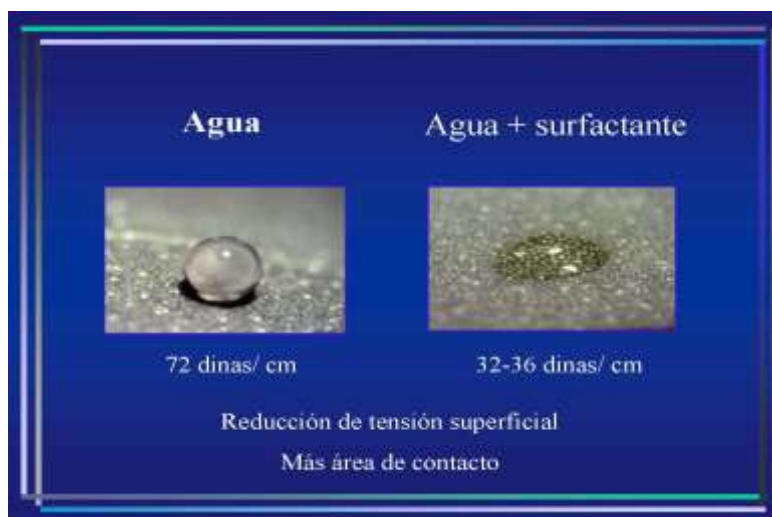 Agua
Agua + surfactante
72 dinas/ cm
32-36 dinas/ cm
Reducción de tensión superficial
Más área de contacto